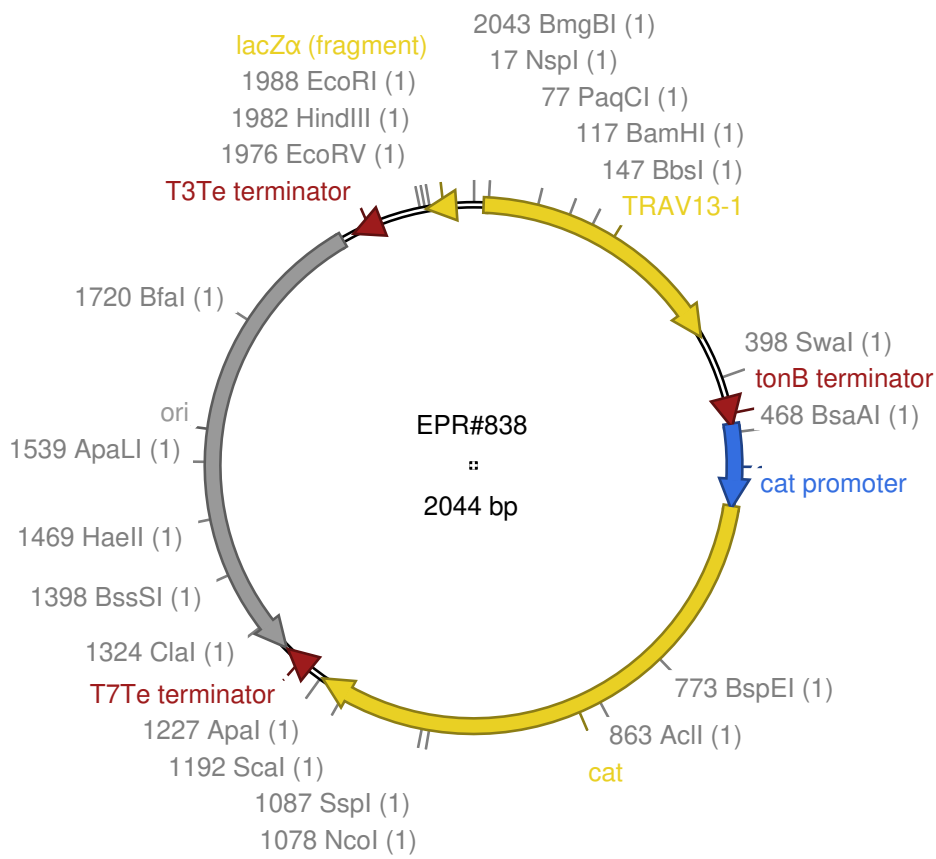 2043 BmgBI (1)
lacZα (fragment)
17 NspI (1)
1988 EcoRI (1)
77 PaqCI (1)
1982 HindIII (1)
117 BamHI (1)
1976 EcoRV (1)
147 BbsI (1)
T3Te terminator
TRAV13-1
1720 BfaI (1)
398 SwaI (1)
tonB terminator
ori
468 BsaAI (1)
EPR#838
1539 ApaLI (1)
cat promoter
2044 bp
1469 HaeII (1)
1398 BssSI (1)
1324 ClaI (1)
773 BspEI (1)
T7Te terminator
1227 ApaI (1)
863 AclI (1)
1192 ScaI (1)
cat
1087 SspI (1)
1078 NcoI (1)